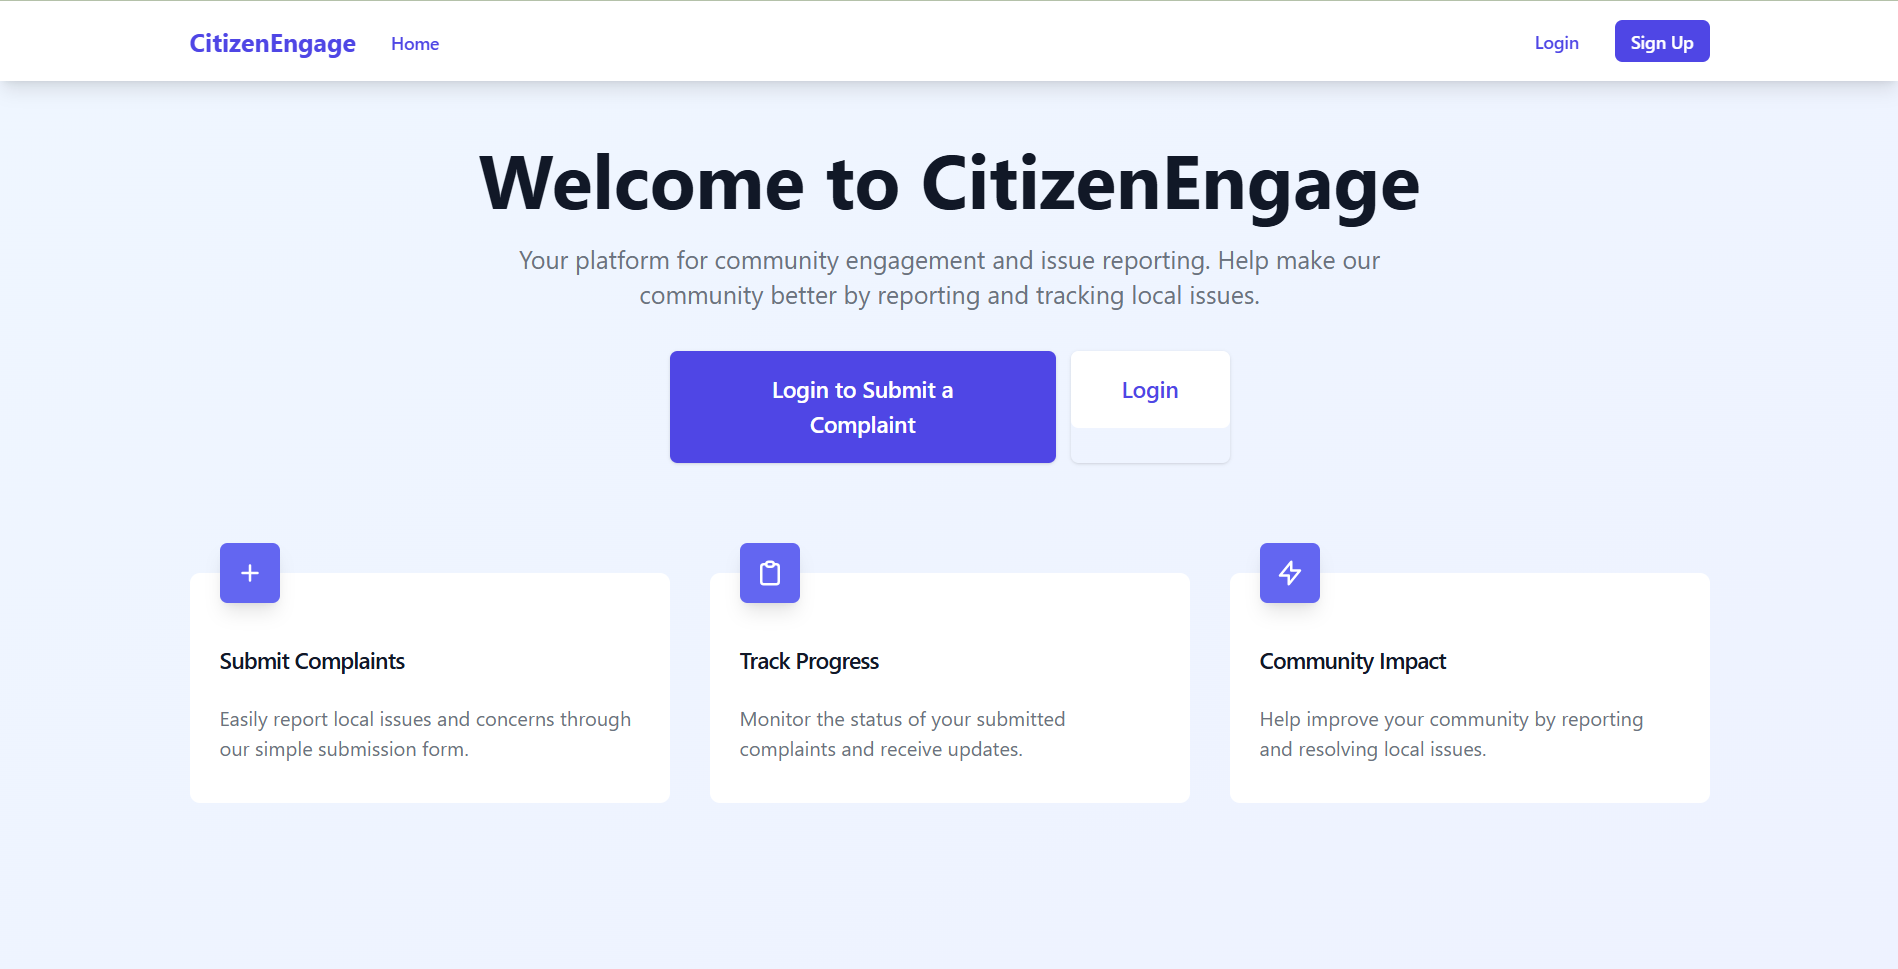 CitizenEngage
Home
Login
Sign Up
Welcome to CitizenEngage
Your platform for community engagement and issue reporting. Help make our
community better by reporting and tracking local issues.
Login to Submit a
Complaint
Login
Submit Complaints
Easily report local issues and concerns through
our simple submission form.
Track Progress
Monitor the status of your submitted
complaints and receive updates.
Community Impact
Help improve your community by reporting
and resolving local issues.